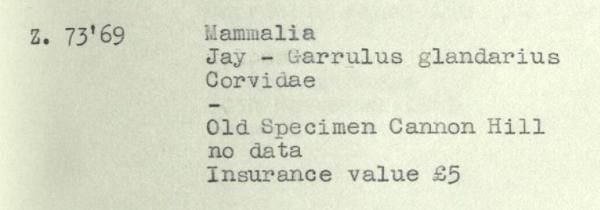 Z. 73'69 Mammalia
Jay - Garrulus glandarius
Corvidae
-
Old Specimen Cannon Hill
no data
Insurance value £5